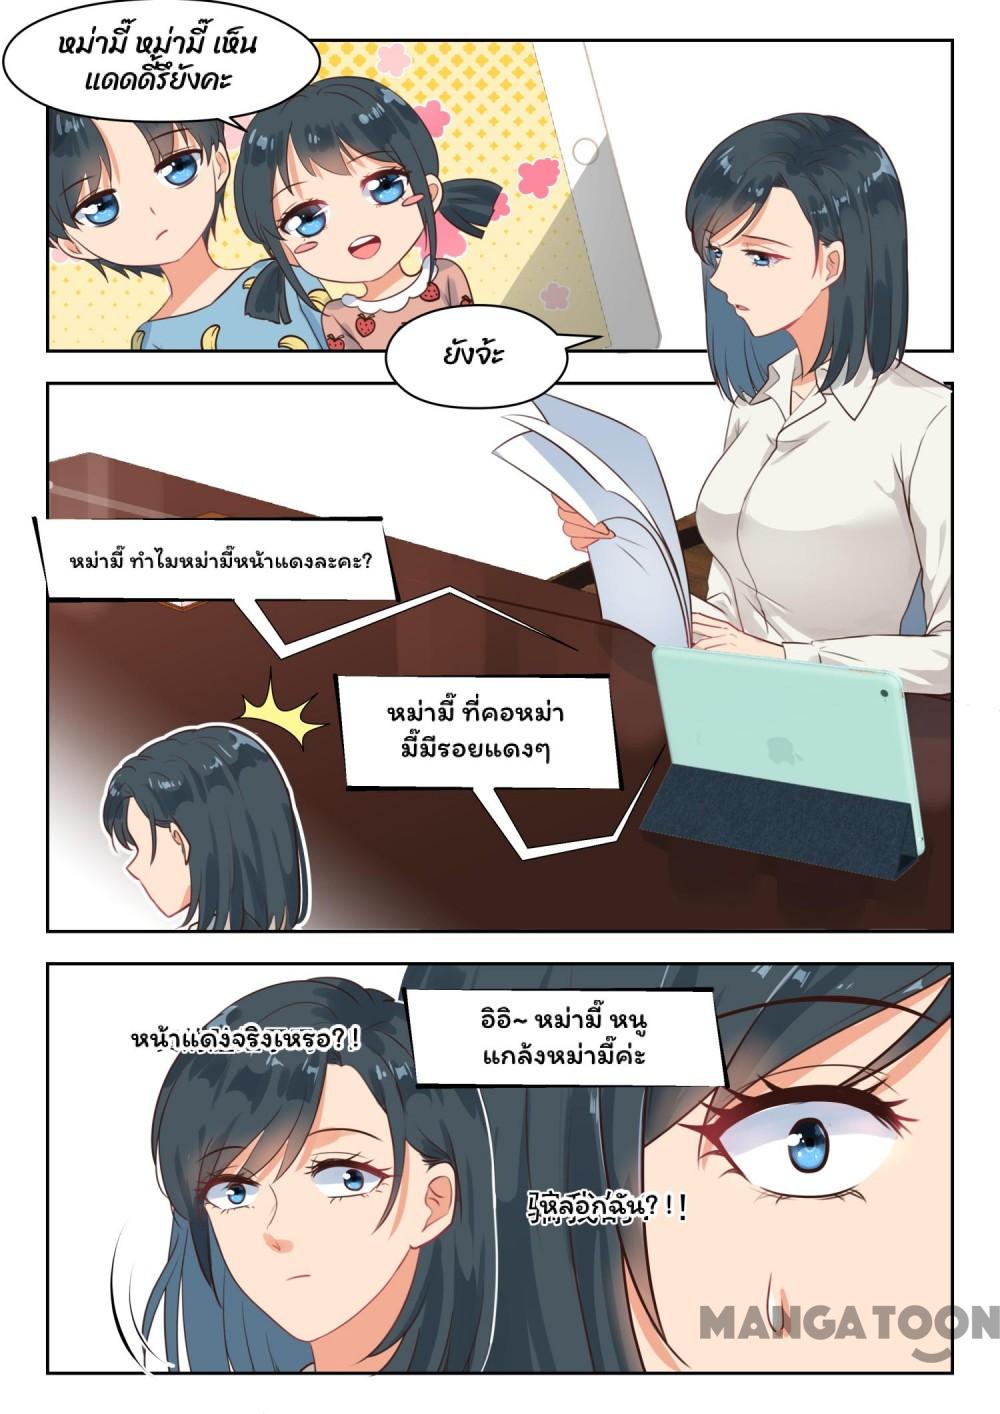 หม่ามี๊ หม่ามี๊ เห็น
แดดดี้รึยังคะ
ยังจ้ะ
หม่ามี๊ ทำไมหม่ามี๊หน้าแดงละคะ?
หม่ามี๊ ที่คอหม่า
มี๊มีรอยแดงๆ
หน้าแดงจริงเหรอ?!
อิอิ~ หม่ามี๊ หนู
แกล้งหม่ามี๊ค่ะ
หลอกฉัน?!!
MANGATOON